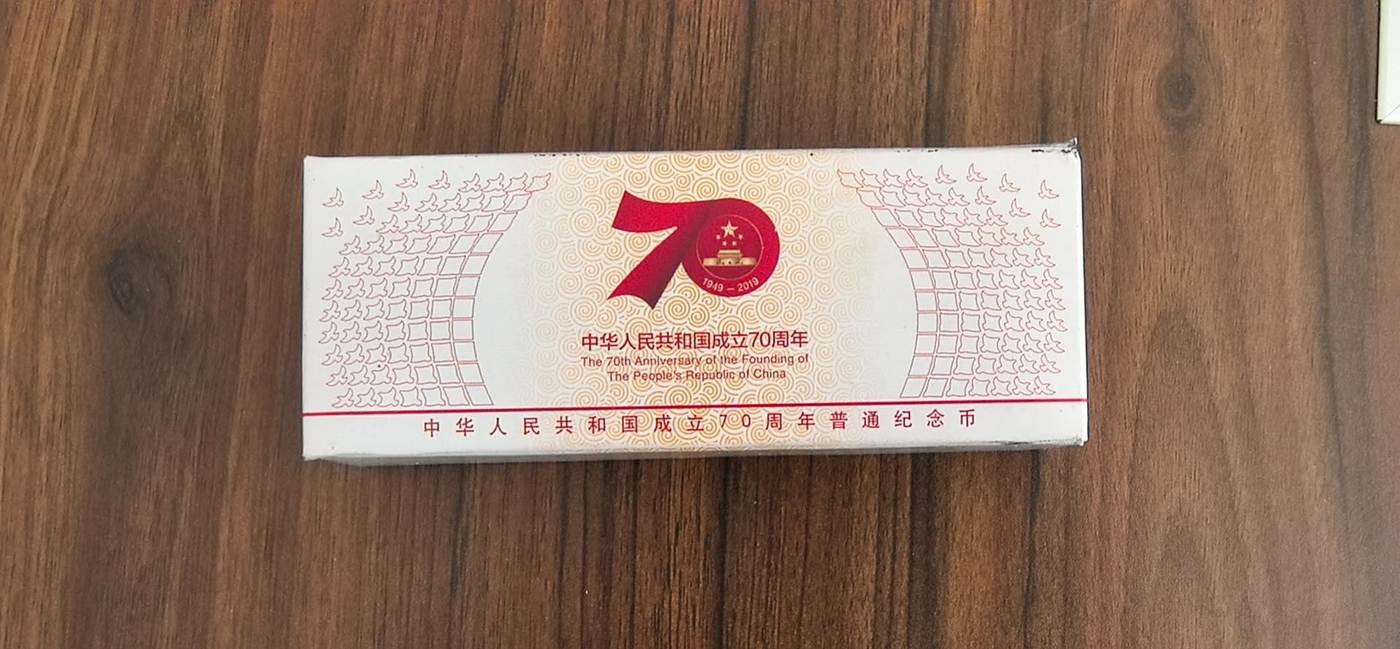 70
1949 – 2019
中华人民共和国成立70周年
The 70th Anniversary of the Founding of
The People's Republic of China
中华人民共和国成立70周年普通纪念币